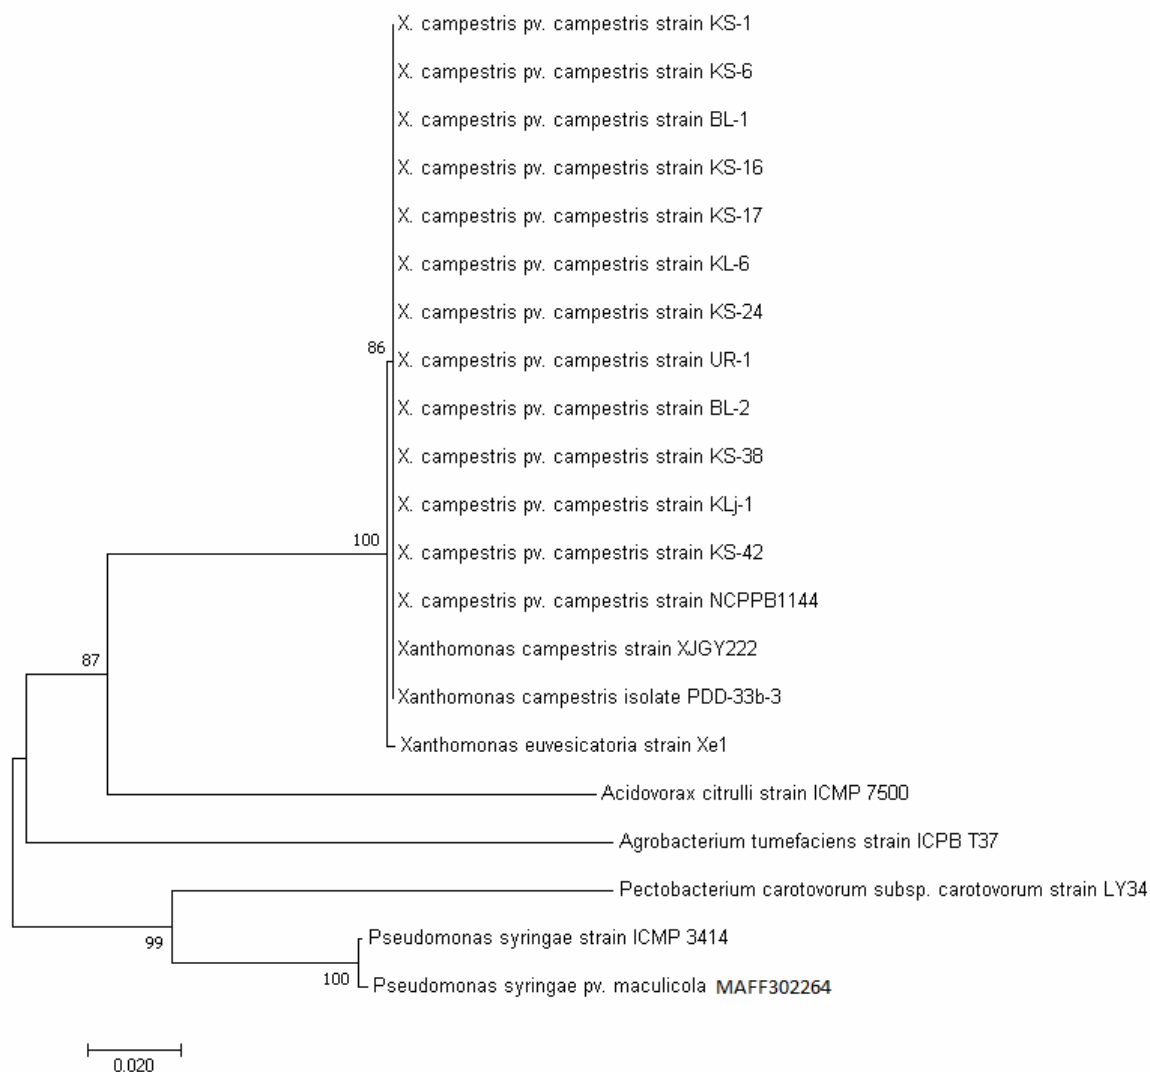 X. campestris pv. campestris strain KS-1
X. campestris pv. campestris strain KS-6
X. campestris pv. campestris strain BL-1
X. campestris pv. campestris strain KS-16
X. campestris pv. campestris strain KS-17
X. campestris pv. campestris strain KL-6
X. campestris pv. campestris strain KS-24
86
X. campestris pv. campestris strain UR-1
X. campestris pv. campestris strain BL-2
X. campestris pv. campestris strain KS-38
X. campestris pv. campestris strain KLj-1
100
X. campestris pv. campestris strain KS-42
X. campestris pv. campestris strain NCPPB1144
Xanthomonas campestris strain XJGY222
87
Xanthomonas campestris isolate PDD-33b-3
Xanthomonas euvesicatoria strain Xe1
Acidovorax citrulli strain ICMP 7500
Agrobacterium tumefaciens strain ICPB T37
Pectobacterium carotovorum subsp. carotovorum strain LY34
99
Pseudomonas syringae strain ICMP 3414
100
Pseudomonas syringae pv. maculicola MAFF302264
0.020